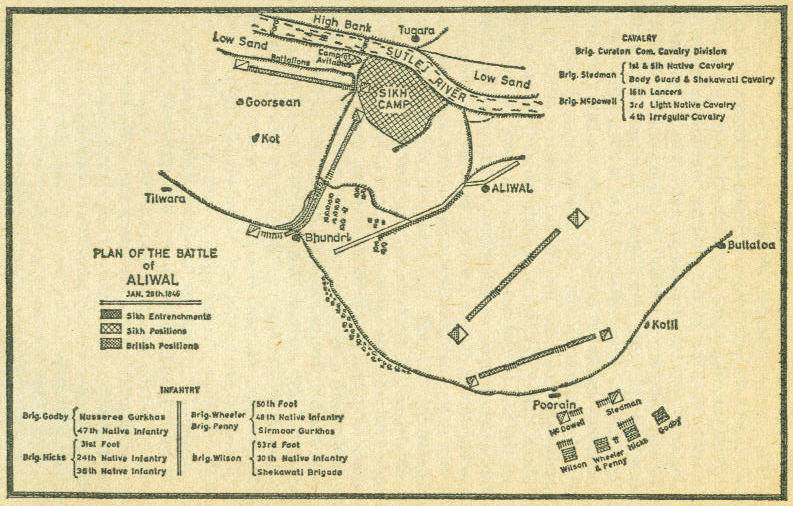 High Bank
Tugara
Low Sand
Camp
Avitabile
Battalions
SUTLEJ RIVER
Low Sand
SIKH
CAMP
Goorsean
Kot
Tilwara
Bhundri
ALIWAL
Buttatoa
Kotli
Poorain
McDowell
Stedman
Wilson
Wheeler
& Penny
Hicks
Godby
CAVALRY
Brig. Cureton Com. Cavalry Division
Brig. Stedman
1st & 5th Native Cavalry
Body Guard & Shekawati Cavalry
Brig. McDowell
16th Lancers
3rd Light Native Cavalry
4th Irregular Cavalry
PLAN OF THE BATTLE
of
ALIWAL
JAN. 28th.1846
Sikh Entrenchments
Sikh Positions
British Positions
INFANTRY
Brig. Godby
Nusseree Gurkhas
47th Native Infantry
Brig. Hicks
31st Foot
24th Native Infantry
36th Native Infantry
Brig. Wheeler
Brig. Penny
50th Foot
48th Native Infantry
Sirmoor Gurkhas
Brig. Wilson
53rd Foot
30th Native Infantry
Shekawati Brigade